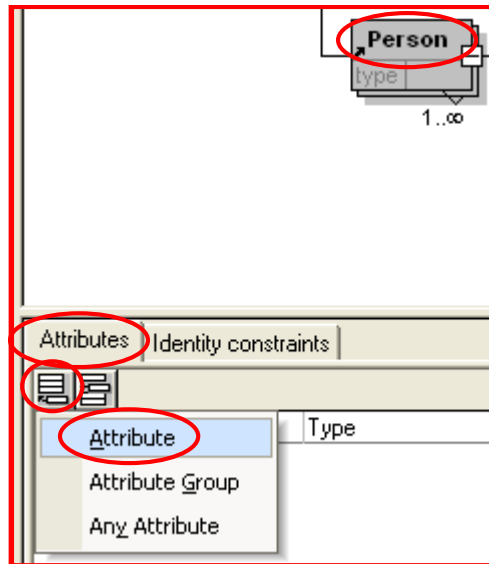 Person
type
1..∞
Attributes Identity constraints
Attribute Type
Attribute Group
Any Attribute